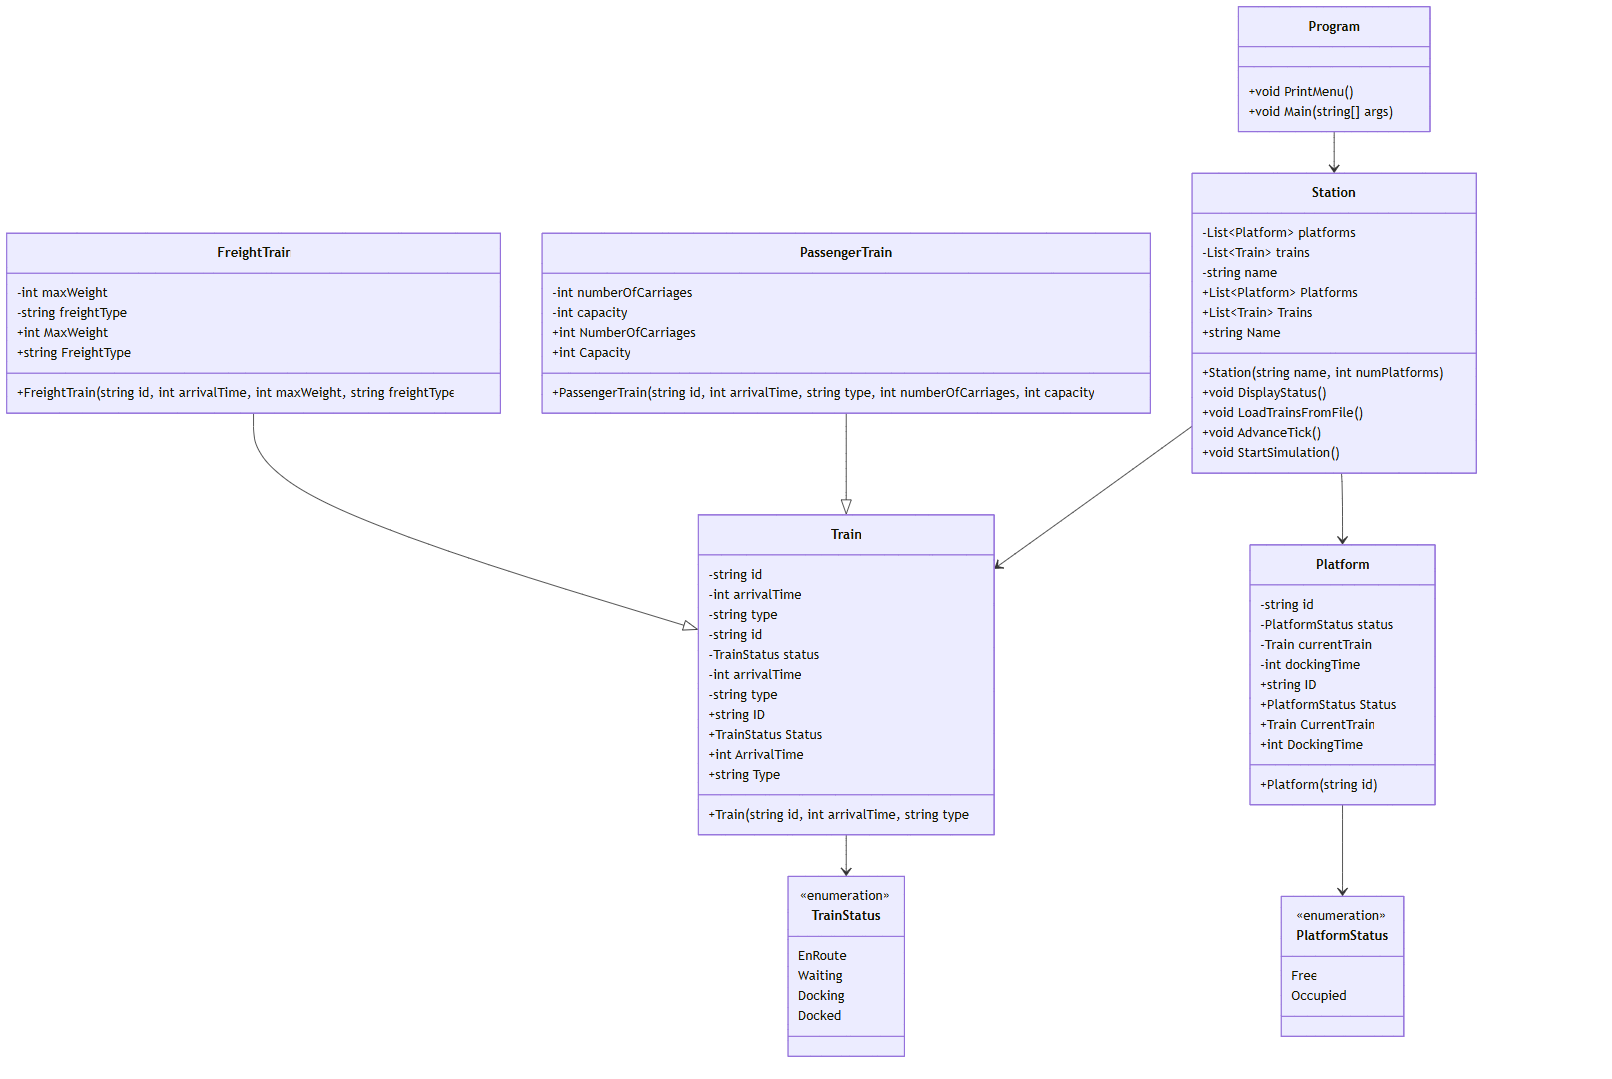 Program
+void PrintMenu()
+void Main(string[] args)
Station
-List<Platform> platforms
-List<Train> trains
-string name
+List<Platform> Platforms
+List<Train> Trains
+string Name
+Station(string name, int numPlatforms)
+void DisplayStatus()
+void LoadTrainsFromFile()
+void AdvanceTick()
+void StartSimulation()
FreightTrair
-int maxWeight
-string freightType
+int MaxWeight
+string FreightType
+FreightTrain(string id, int arrivalTime, int maxWeight, string freightType
PassengerTrain
-int numberOfCarriages
-int capacity
+int NumberOfCarriages
+int Capacity
+PassengerTrain(string id, int arrivalTime, string type, int numberOfCarriages, int capacity
Train
-string id
-int arrivalTime
-string type
-string id
-TrainStatus status
-int arrivalTime
-string type
+string ID
+TrainStatus Status
+int ArrivalTime
+string Type
+Train(string id, int arrivalTime, string type
Platform
-string id
-PlatformStatus status
-Train currentTrain
-int dockingTime
+string ID
+PlatformStatus Status
+Train CurrentTrain
+int DockingTime
+Platform(string id)
«enumeration»
TrainStatus
EnRoute
Waiting
Docking
Docked
«enumeration»
PlatformStatus
Free
Occupied